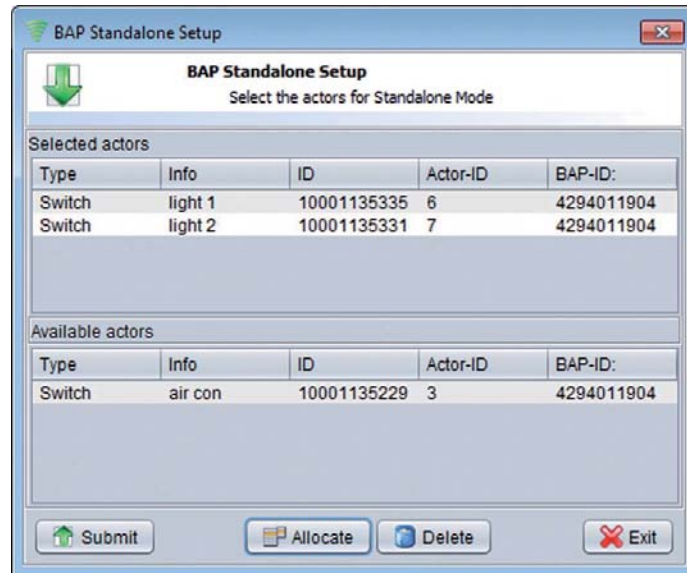 BAP Standalone Setup
BAP Standalone Setup
Select the actors for Standalone Mode
Selected actors
Type Info ID Actor-ID BAP-ID:
Switch light 1 10001135335 6 4294011904
Switch light 2 10001135331 7 4294011904
Available actors
Type Info ID Actor-ID BAP-ID:
Switch air con 10001135229 3 4294011904
Submit Allocate Delete Exit